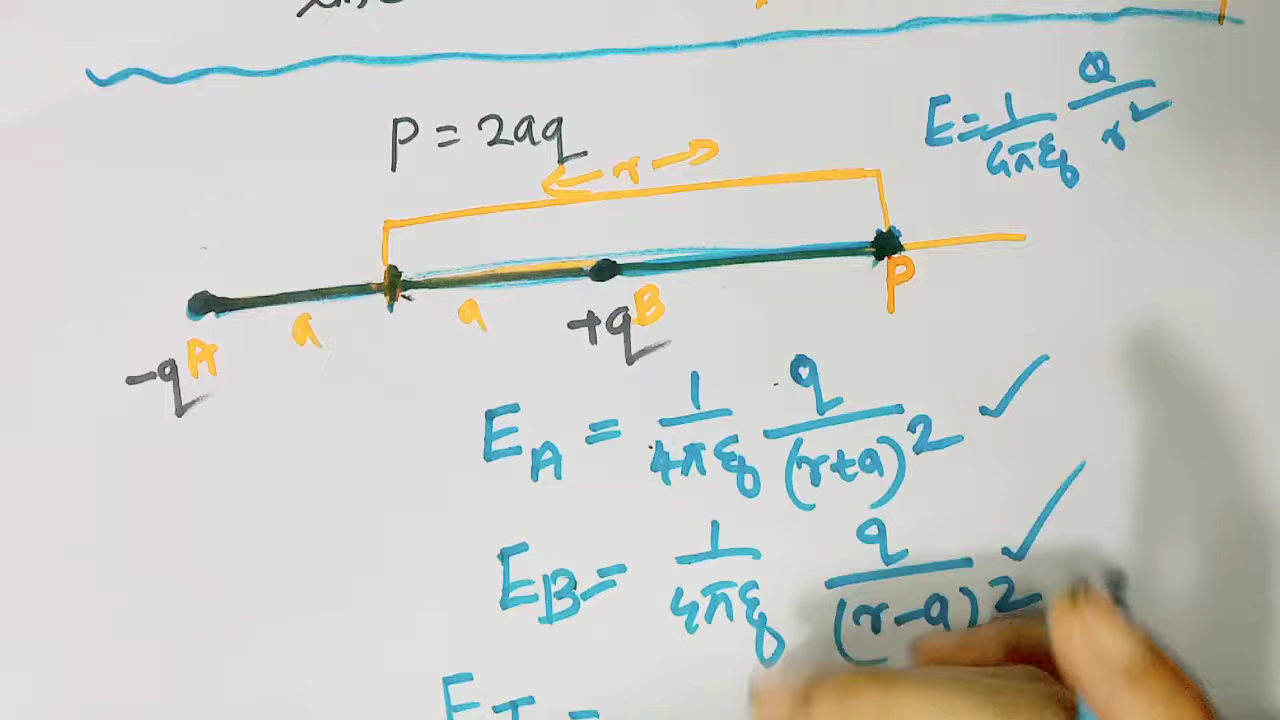 P = 2aq
E = 1/4πε₀ Q/r²
r
a a
P
-q A
+q B
E_A = 1/4πε₀ q/(r+a)² ✓
E_B = 1/4πε₀ q/(r-a)² ✓
E_T =